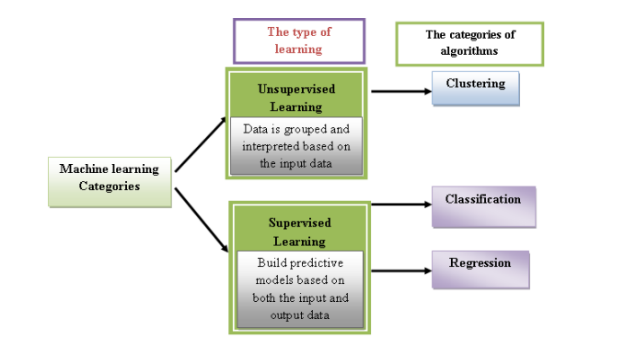 The type of
learning
The categories of
algorithms
Unsupervised
Learning
Data is grouped and
interpreted based on
the input data
Clustering
Machine learning
Categories
Supervised
Learning
Build predictive
models based on
both the input and
output data
Classification
Regression